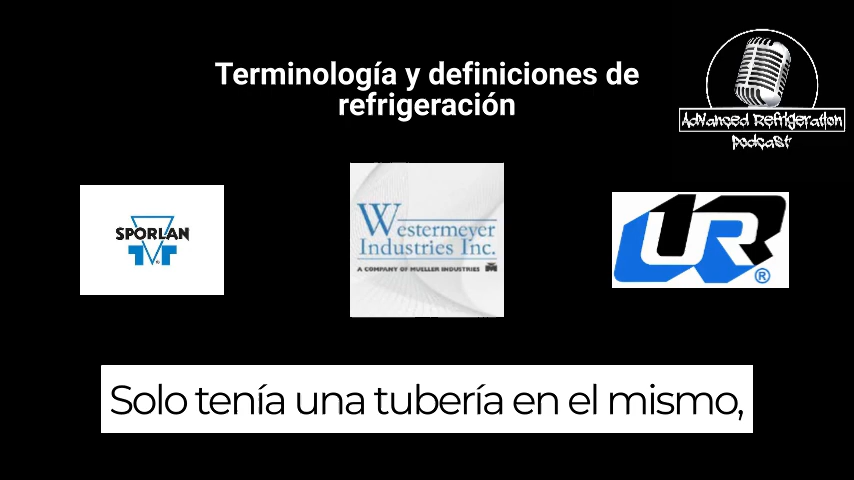 Terminología y definiciones de
refrigeración
Advanced Refrigeration
Podcast
SPORLAN
Westermeyer
Industries Inc.
A COMPANY OF MUELLER INDUSTRIES
UR
®
Solo tenía una tubería en el mismo,